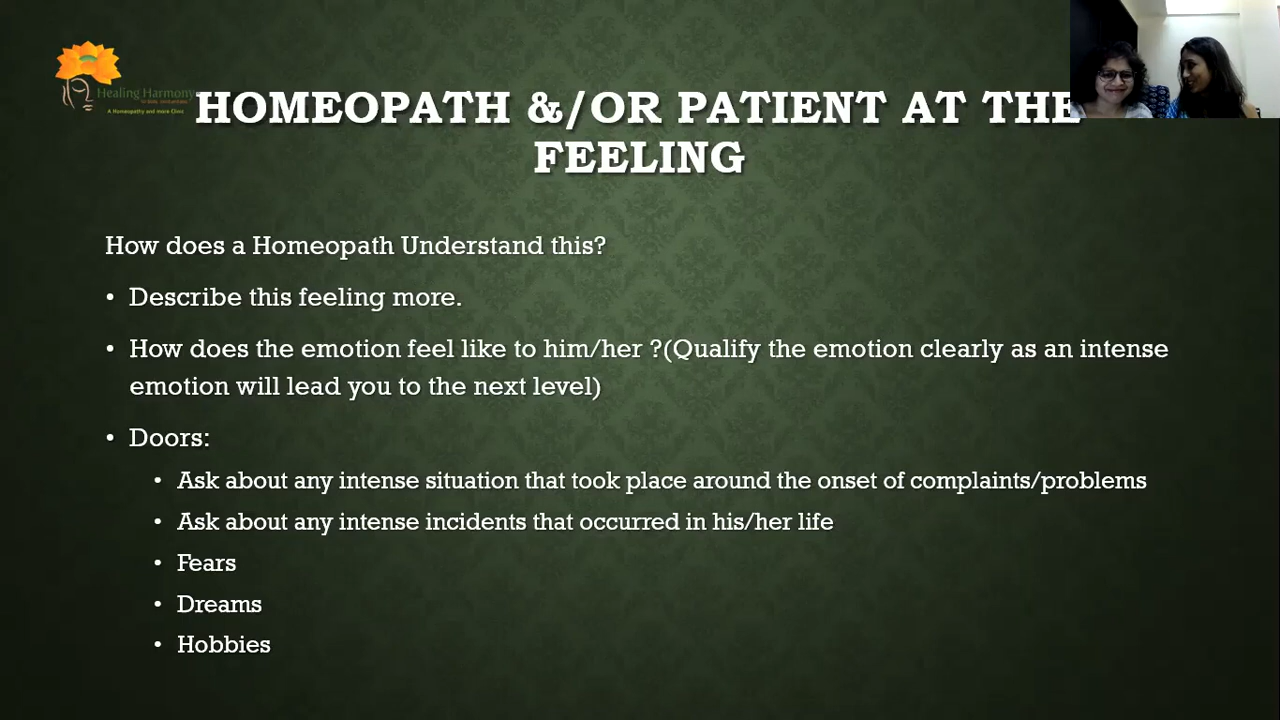 Healing Harmony
A Homeopathy and more Clinic
HOMEOPATH &/OR PATIENT AT THE
FEELING
How does a Homeopath Understand this?
• Describe this feeling more.
• How does the emotion feel like to him/her ?(Qualify the emotion clearly as an intense
emotion will lead you to the next level)
• Doors:
• Ask about any intense situation that took place around the onset of complaints/problems
• Ask about any intense incidents that occurred in his/her life
• Fears
• Dreams
• Hobbies